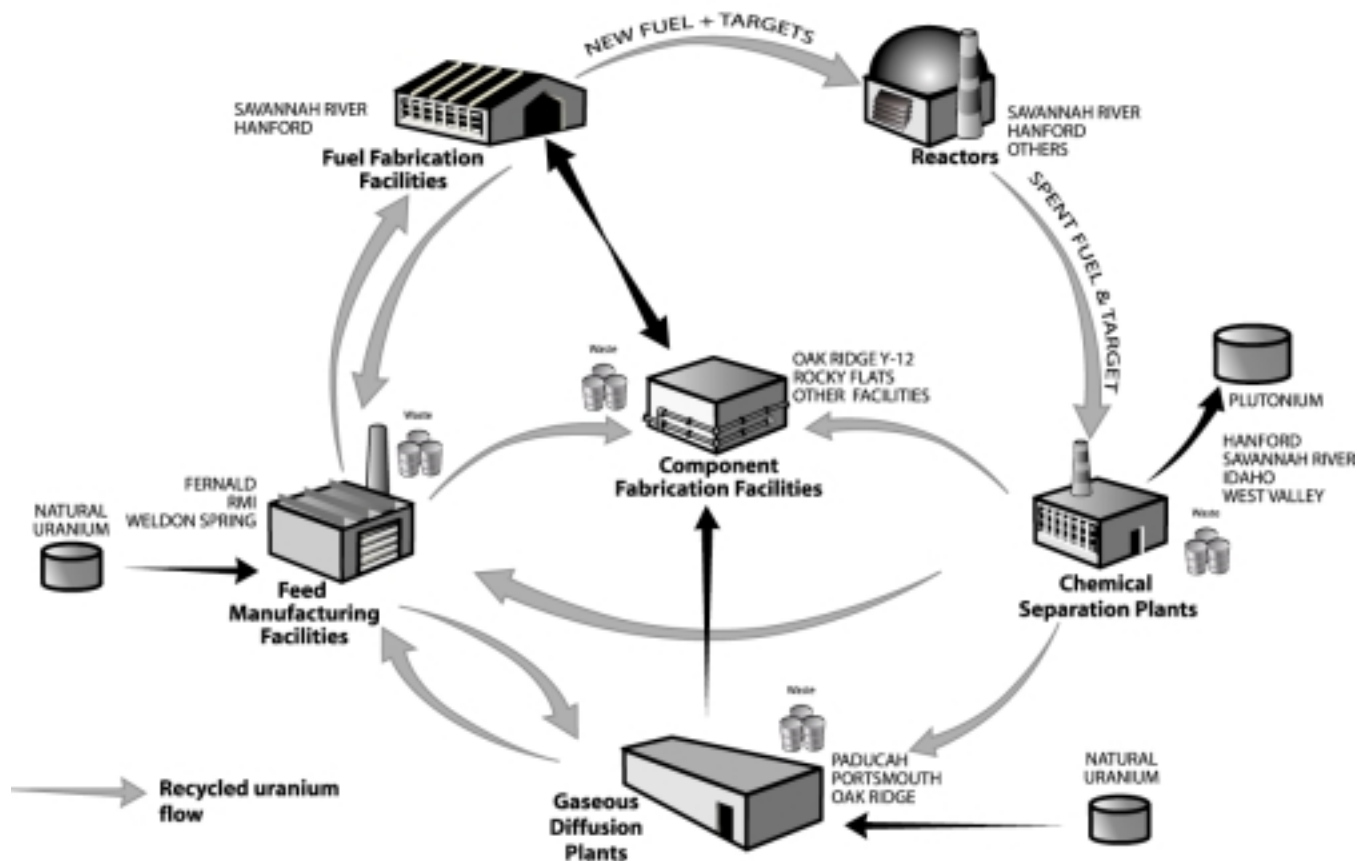 NEW FUEL + TARGETS
SAVANNAH RIVER
HANFORD
Fuel Fabrication
Facilities
SAVANNAH RIVER
HANFORD
OTHERS
Reactors
SPENT FUEL & TARGET
Waste
OAK RIDGE Y-12
ROCKY FLATS
OTHER FACILITIES
Component
Fabrication Facilities
PLUTONIUM
HANFORD
SAVANNAH RIVER
IDAHO
WEST VALLEY
Waste
FERNALD
RMI
WELDON SPRING
NATURAL
URANIUM
Feed
Manufacturing
Facilities
Waste
Chemical
Separation Plants
Waste
PADUCAH
PORTSMOUTH
OAK RIDGE
Gaseous
Diffusion
Plants
NATURAL
URANIUM
Recycled uranium
flow